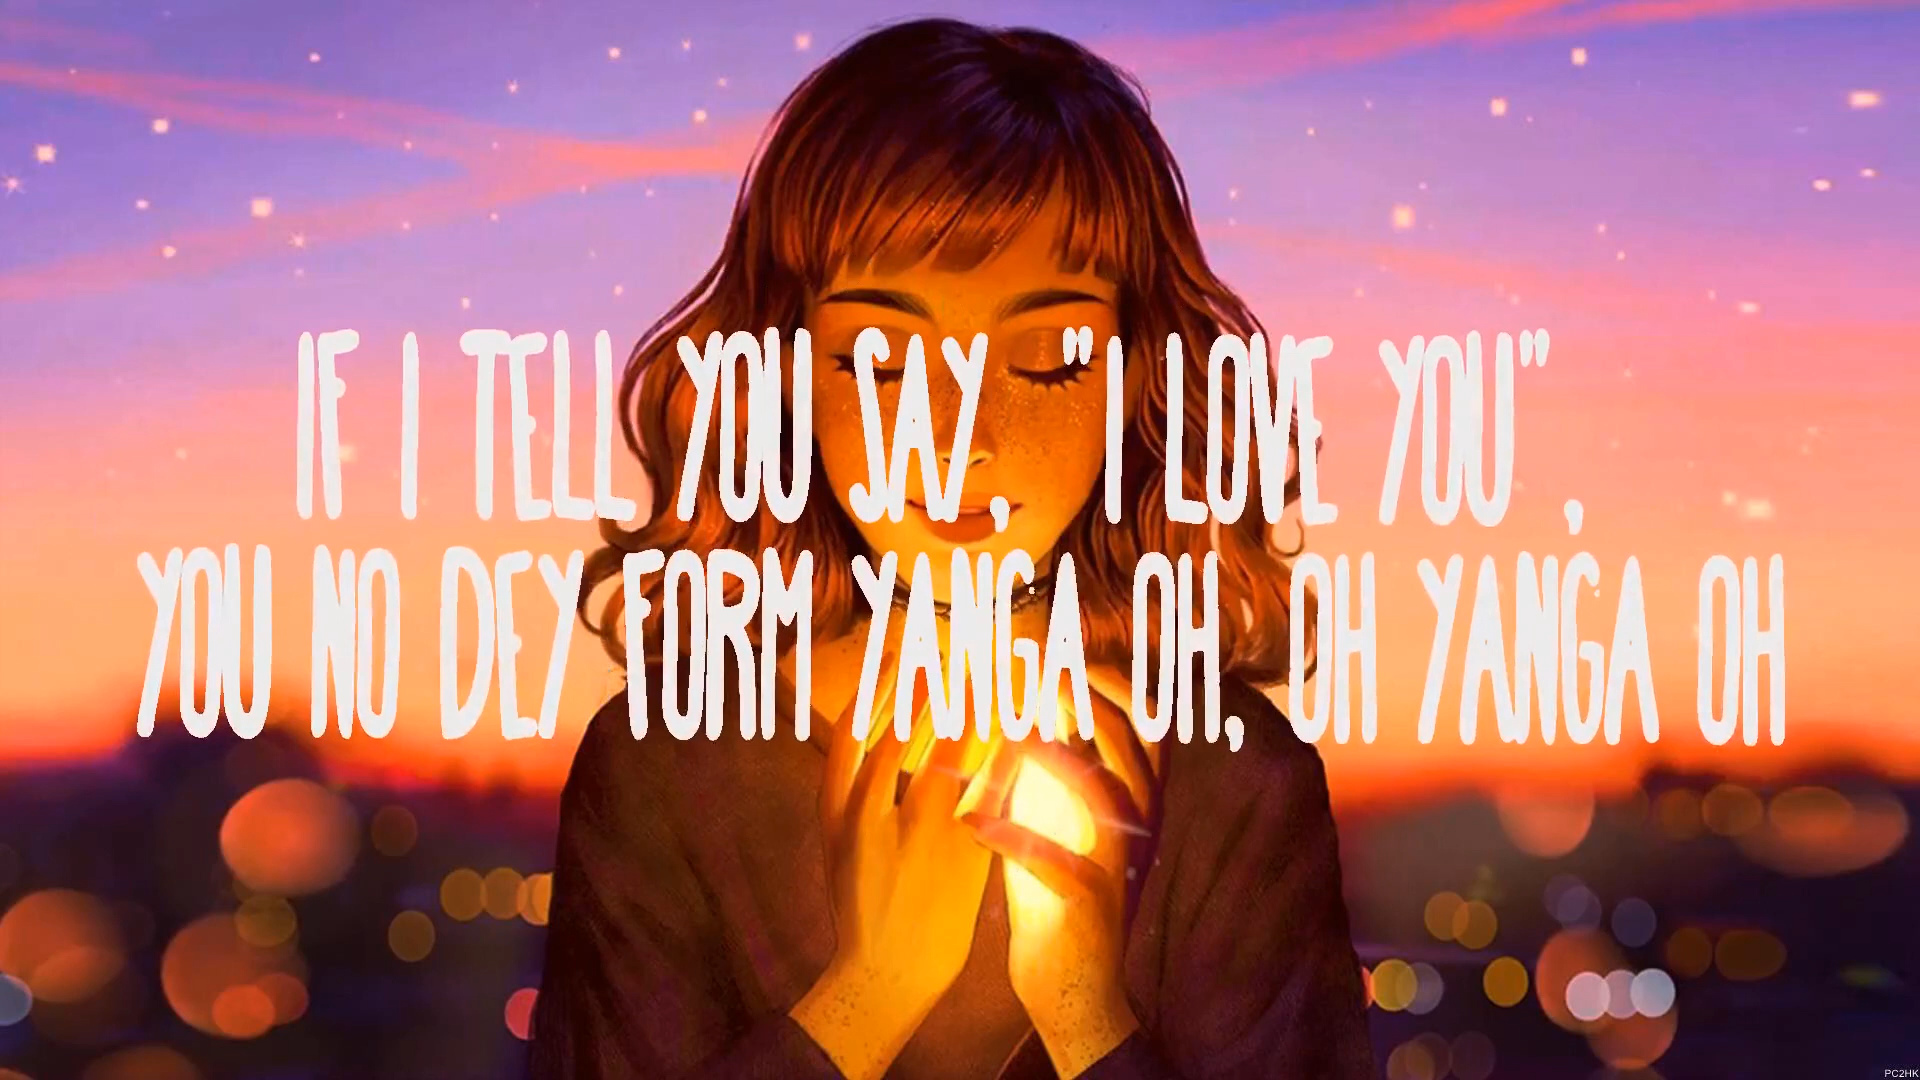 IF I TELL YOU SAY, "I LOVE YOU",
YOU NO DEY FORM YANGA OH, OH YANGA OH
PC2HK